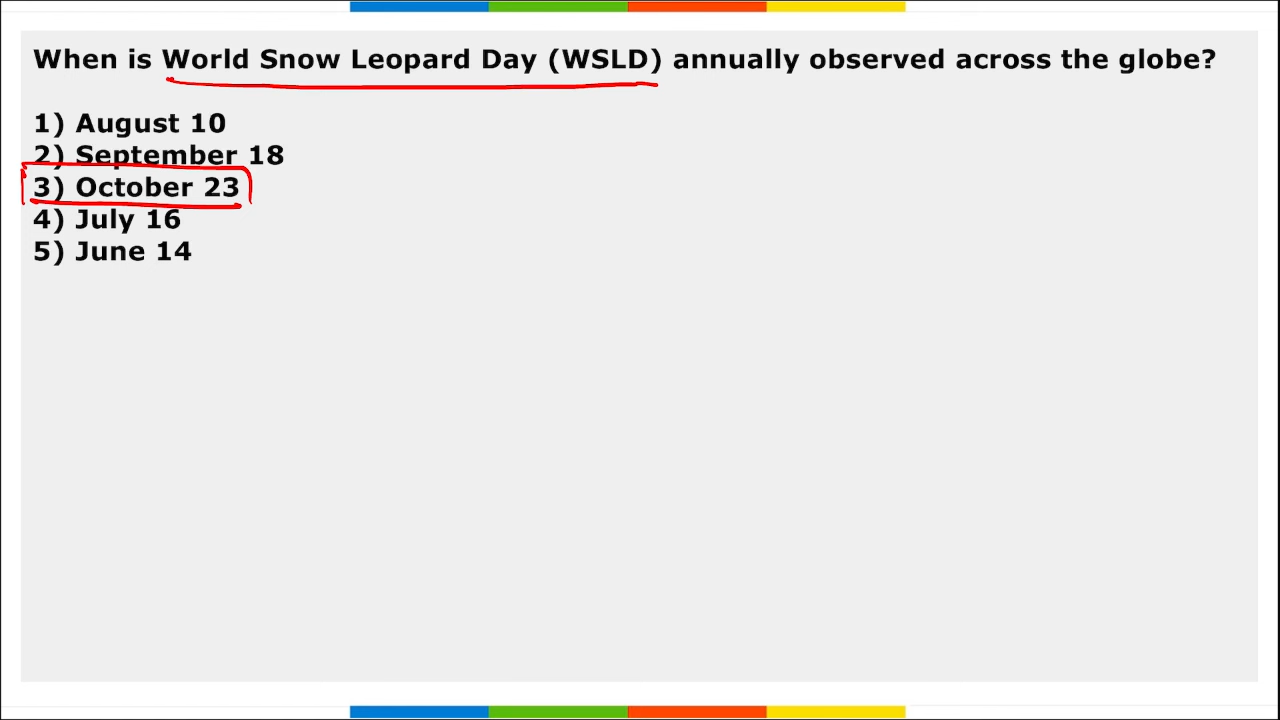 When is World Snow Leopard Day (WSLD) annually observed across the globe?
1) August 10
2) September 18
3) October 23
4) July 16
5) June 14